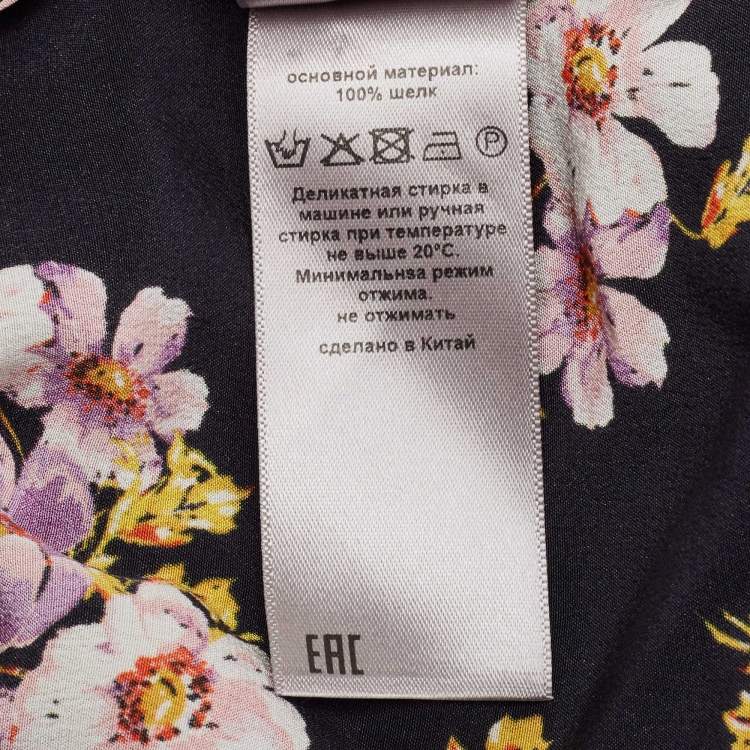 основной материал:
100% шелк
P
Деликатная стирка в
машине или ручная
стирка при температуре
не выше 20°С.
Минимальнsа режим
отжима.
не отжимать
сделано в Китай
EAC